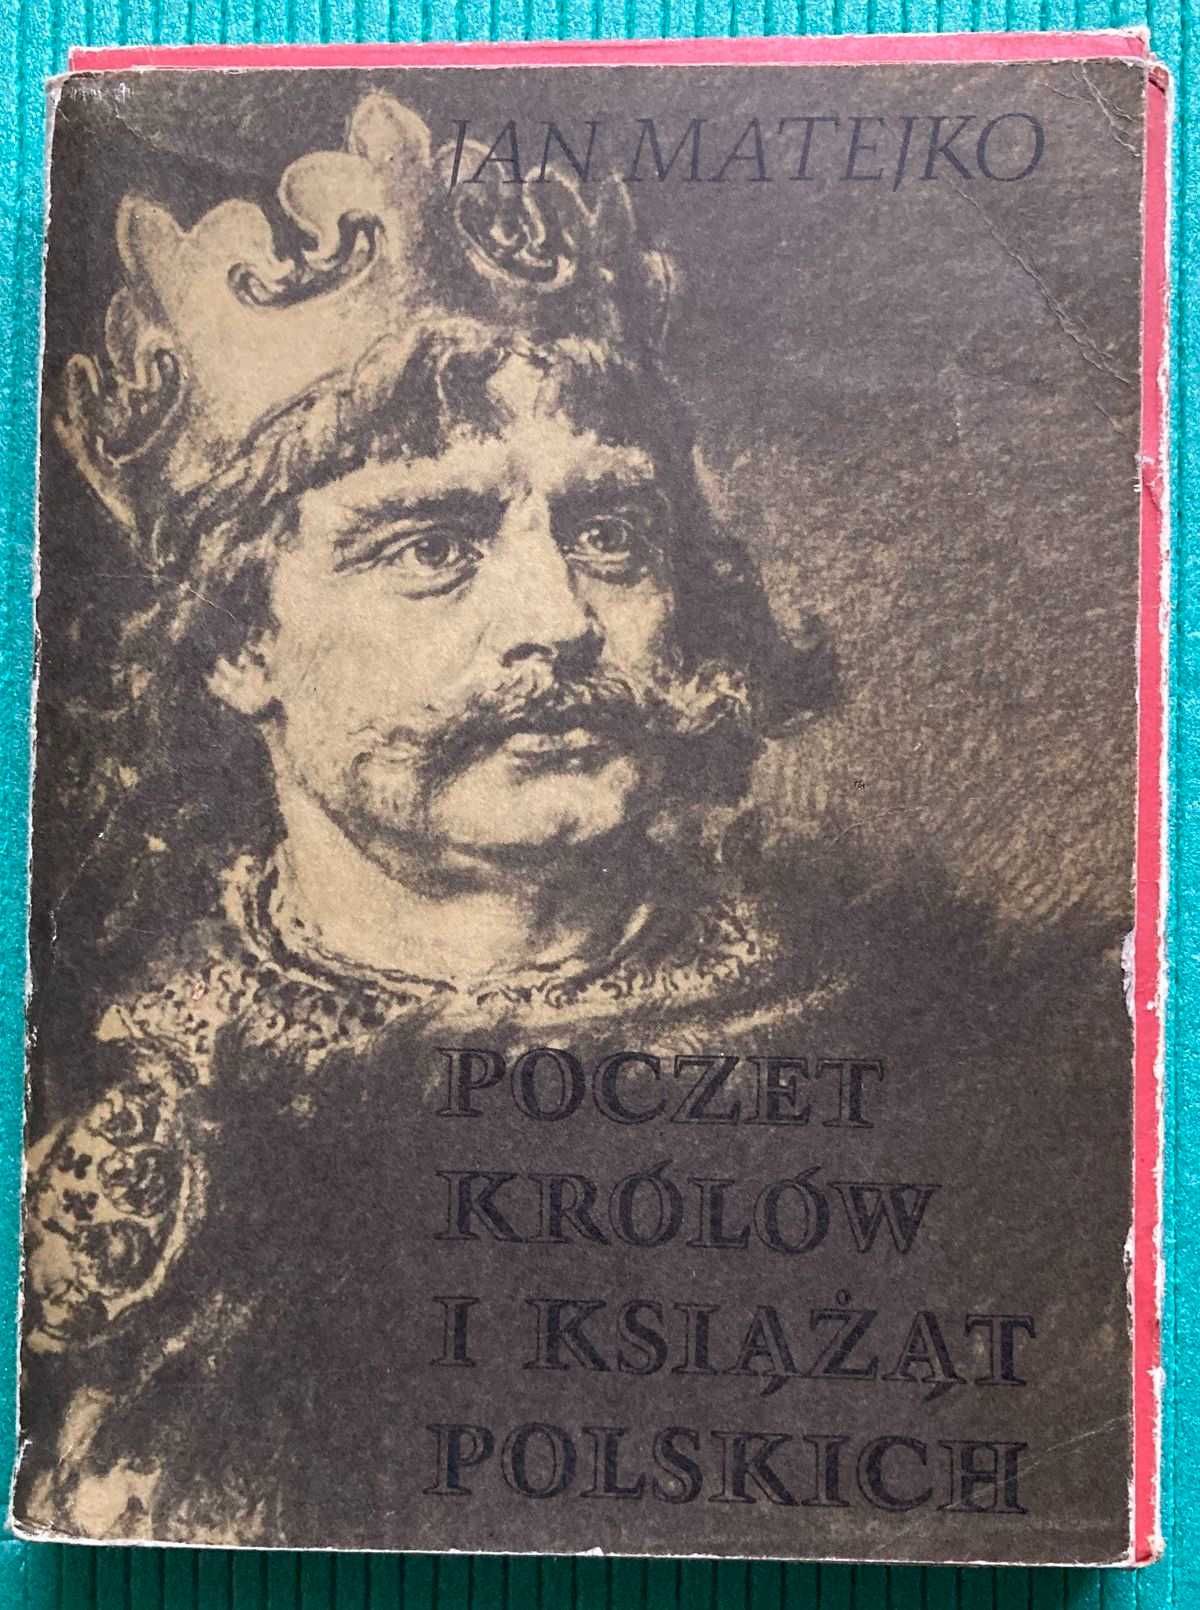 JAN MATEJKO
POCZET
KRÓLÓW
I KSIĄŻĄT
POLSKICH